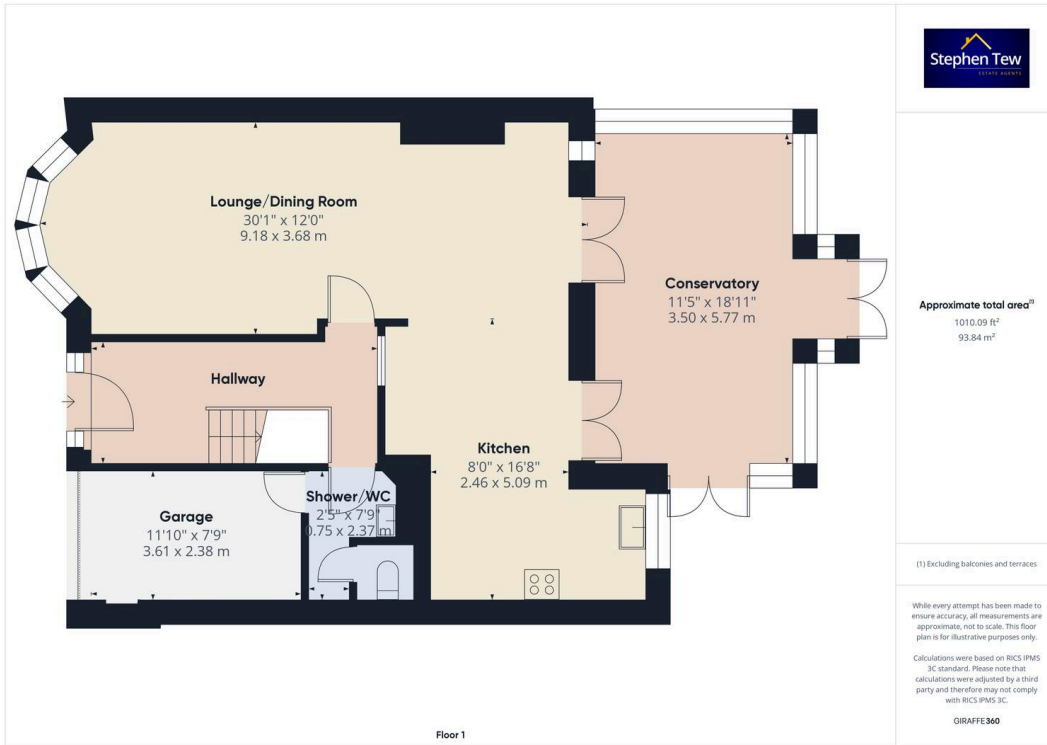 Stephen Tew
ESTATE AGENTS
Lounge/Dining Room
30'1" x 12'0"
9.18 x 3.68 m
Conservatory
11'5" x 18'11"
3.50 x 5.77 m
Hallway
Kitchen
8'0" x 16'8"
2.46 x 5.09 m
Shower/WC
2'5" x 7'9"
0.75 x 2.37 m
Garage
11'10" x 7'9"
3.61 x 2.38 m
Floor 1
Approximate total area⁽¹⁾
1010.09 ft²
93.84 m²
(1) Excluding balconies and terraces
While every attempt has been made to
ensure accuracy, all measurements are
approximate, not to scale. This floor
plan is for illustrative purposes only.
Calculations were based on RICS IPMS
3C standard. Please note that
calculations were adjusted by a third
party and therefore may not comply
with RICS IPMS 3C.
GIRAFFE360